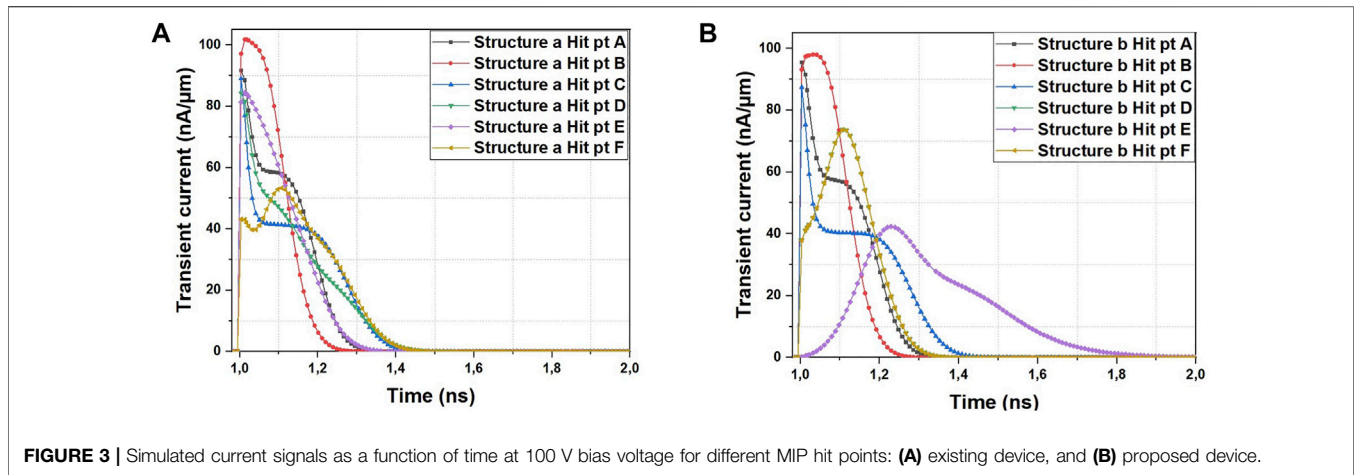 A
Transient current (nA/μm)
100
80
60
40
20
0
1,0
1,2
1,4
1,6
1,8
2,0
Time (ns)
Structure a Hit pt A
Structure a Hit pt B
Structure a Hit pt C
Structure a Hit pt D
Structure a Hit pt E
Structure a Hit pt F
B
Transient current (nA/μm)
100
80
60
40
20
0
1,0
1,2
1,4
1,6
1,8
2,0
Time (ns)
Structure b Hit pt A
Structure b Hit pt B
Structure b Hit pt C
Structure b Hit pt D
Structure b Hit pt E
Structure b Hit pt F
FIGURE 3 | Simulated current signals as a function of time at 100 V bias voltage for different MIP hit points: (A) existing device, and (B) proposed device.